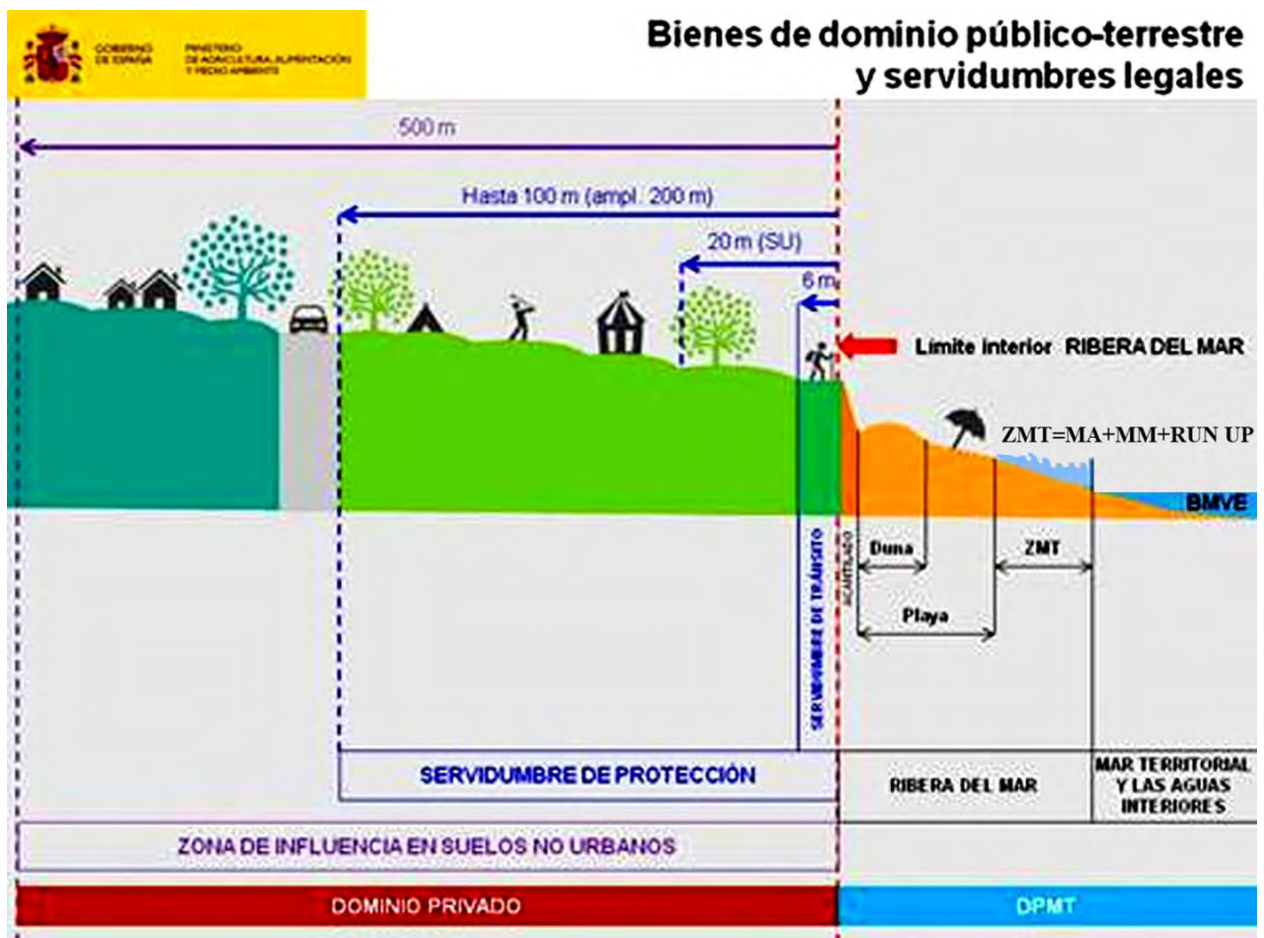 GOBIERNO
DE ESPAÑA
MINISTERIO
DE AGRICULTURA, ALIMENTACIÓN
Y MEDIO AMBIENTE
Bienes de dominio público-terrestre
y servidumbres legales
500 m
Hasta 100 m (ampl. 200 m)
20 m (SU)
6 m
Límite interior RIBERA DEL MAR
ZMT=MA+MM+RUN UP
BMVE
Duna
ZMT
Playa
ACANTILADO
SERVIDUMBRE DE TRÁNSITO
SERVIDUMBRE DE PROTECCIÓN
RIBERA DEL MAR
MAR TERRITORIAL
Y LAS AGUAS
INTERIORES
ZONA DE INFLUENCIA EN SUELOS NO URBANOS
DOMINIO PRIVADO
DPMT